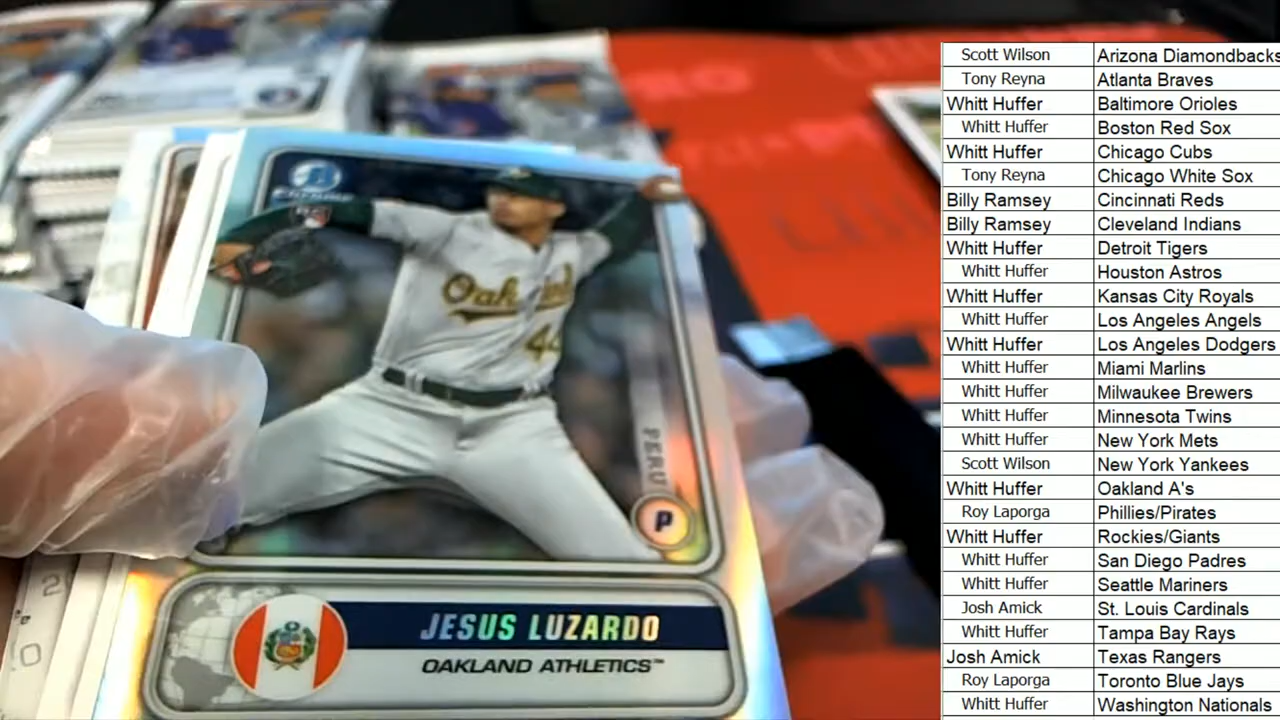 Oakland
44
PERU
P
JESUS LUZARDO
OAKLAND ATHLETICS™
Scott Wilson Arizona Diamondbacks
Tony Reyna Atlanta Braves
Whitt Huffer Baltimore Orioles
Whitt Huffer Boston Red Sox
Whitt Huffer Chicago Cubs
Tony Reyna Chicago White Sox
Billy Ramsey Cincinnati Reds
Billy Ramsey Cleveland Indians
Whitt Huffer Detroit Tigers
Whitt Huffer Houston Astros
Whitt Huffer Kansas City Royals
Whitt Huffer Los Angeles Angels
Whitt Huffer Los Angeles Dodgers
Whitt Huffer Miami Marlins
Whitt Huffer Milwaukee Brewers
Whitt Huffer Minnesota Twins
Whitt Huffer New York Mets
Scott Wilson New York Yankees
Whitt Huffer Oakland A's
Roy Laporga Phillies/Pirates
Whitt Huffer Rockies/Giants
Whitt Huffer San Diego Padres
Whitt Huffer Seattle Mariners
Josh Amick St. Louis Cardinals
Whitt Huffer Tampa Bay Rays
Josh Amick Texas Rangers
Roy Laporga Toronto Blue Jays
Whitt Huffer Washington Nationals